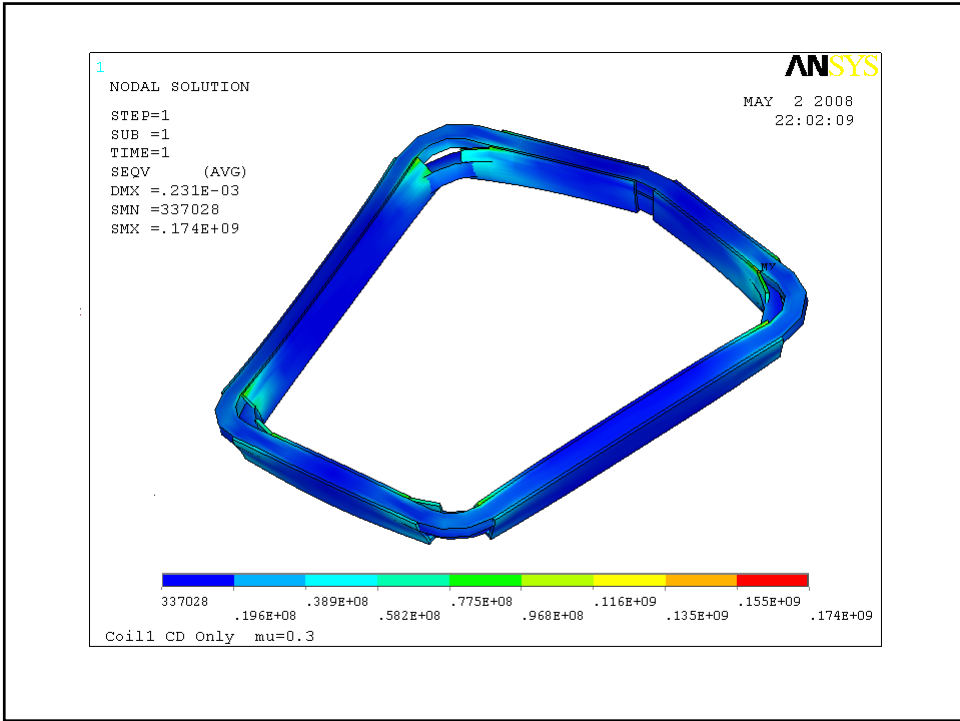 1
ANSYS
NODAL SOLUTION
MAY  2 2008
22:02:09
STEP=1
SUB =1
TIME=1
SEQV     (AVG)
DMX =.231E-03
SMN =337028
SMX =.174E+09
MX
337028 .389E+08 .775E+08 .116E+09 .155E+09
.196E+08 .582E+08 .968E+08 .135E+09 .174E+09
Coil1 CD Only  mu=0.3